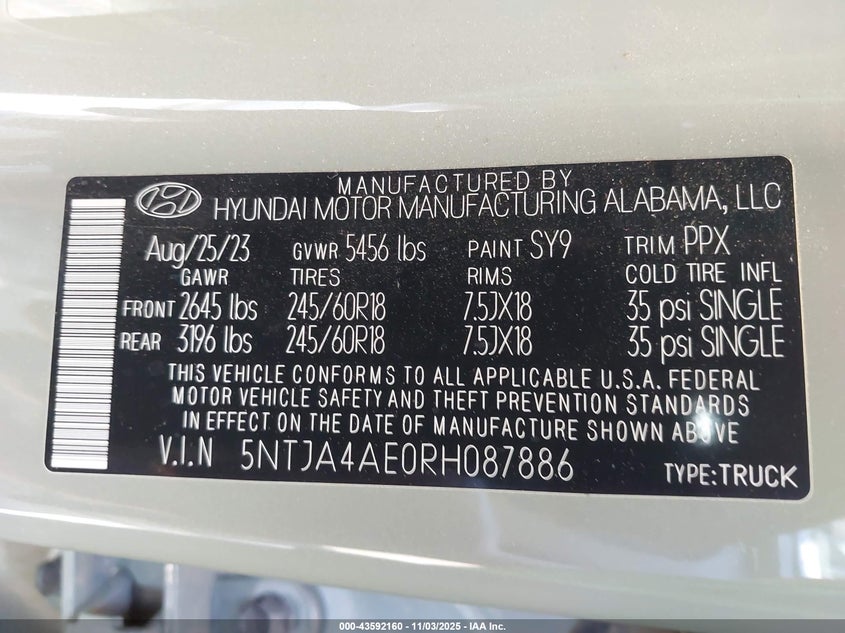 MANUFACTURED BY
HYUNDAI MOTOR MANUFACTURING ALABAMA, LLC
Aug/25/23 GVWR 5456 lbs PAINT SY9 TRIM PPX
GAWR TIRES RIMS COLD TIRE INFL
FRONT 2645 lbs 245/60R18 7.5JX18 35 psi SINGLE
REAR 3196 lbs 245/60R18 7.5JX18 35 psi SINGLE
THIS VEHICLE CONFORMS TO ALL APPLICABLE U.S.A. FEDERAL
MOTOR VEHICLE SAFETY AND THEFT PREVENTION STANDARDS
IN EFFECT ON THE DATE OF MANUFACTURE SHOWN ABOVE
V.I.N 5NTJA4AE0RH087886 TYPE:TRUCK
000-43592160 - 11/03/2025 - IAA Inc.